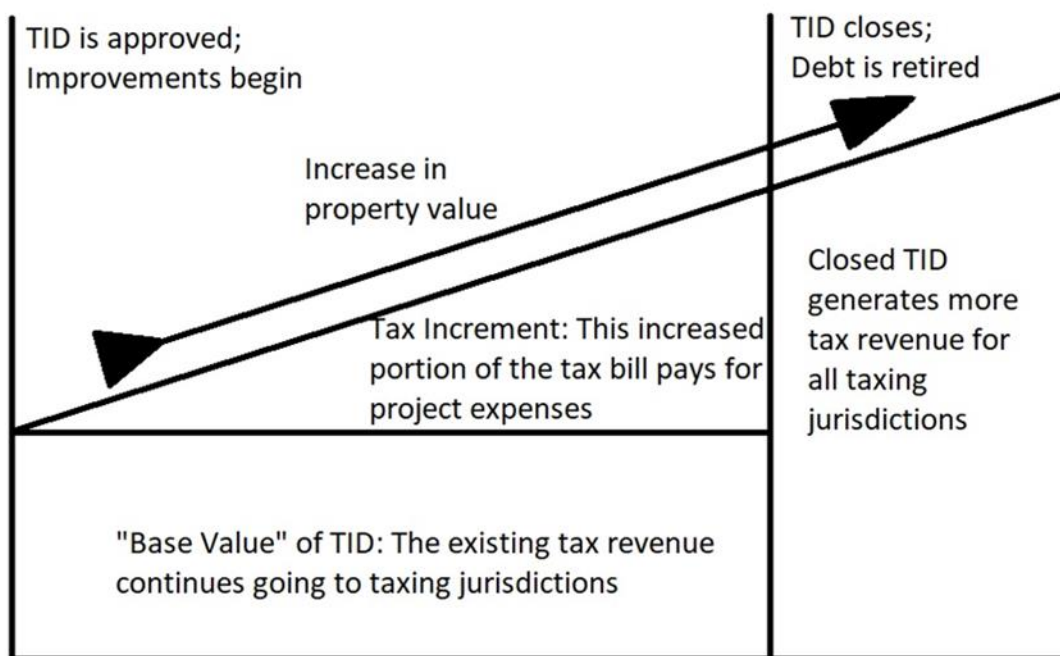 TID is approved;
Improvements begin
TID closes;
Debt is retired
Increase in
property value
Tax Increment: This increased
portion of the tax bill pays for
project expenses
Closed TID
generates more
tax revenue for
all taxing
jurisdictions
"Base Value" of TID: The existing tax revenue
continues going to taxing jurisdictions